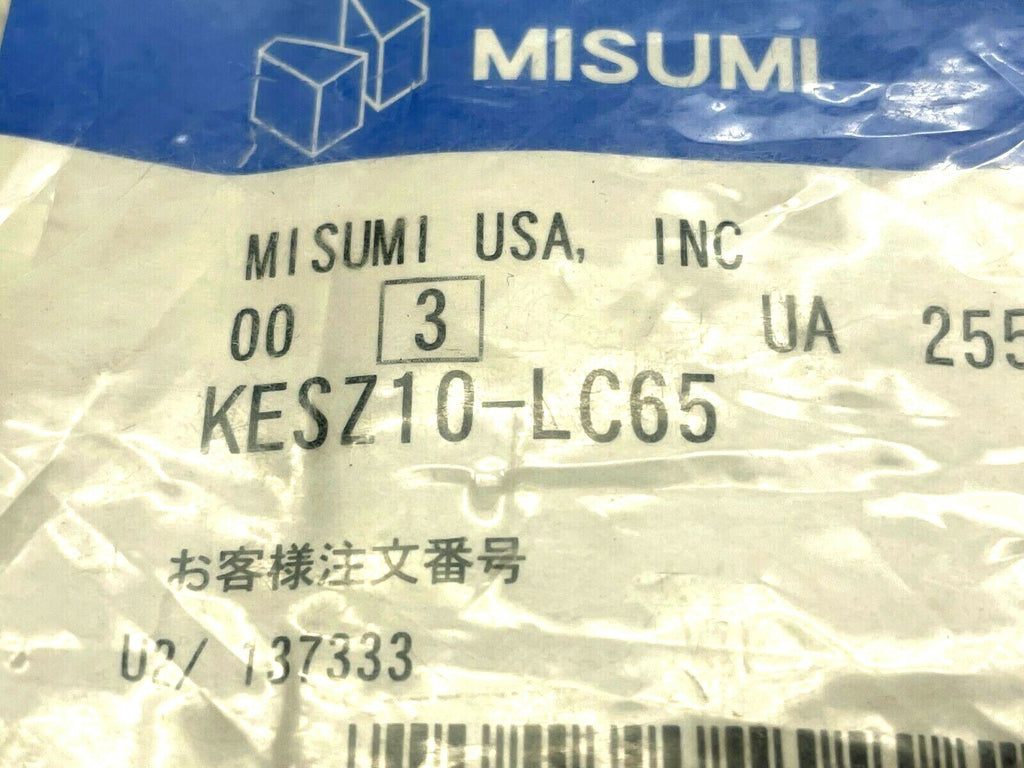 MISUMI
MISUMI USA, INC
00 3 UA 255
KESZ10-LC65
お客様注文番号
U2/ 137333